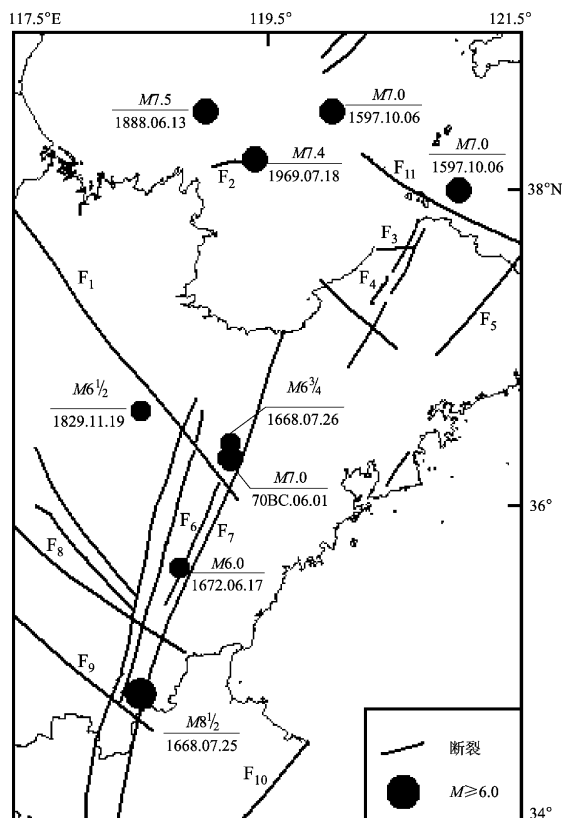 117.5°E
119.5°
121.5°
M7.5
1888.06.13
M7.0
1597.10.06
M7.4
1969.07.18
M7.0
1597.10.06
F2
F11
38°N
F3
F1
F4
F5
M6½
1829.11.19
M6¾
1668.07.26
M7.0
70BC.06.01
36°
F6
F7
F8
M6.0
1672.06.17
F9
M8½
1668.07.25
断裂
F10
M≥6.0
34°